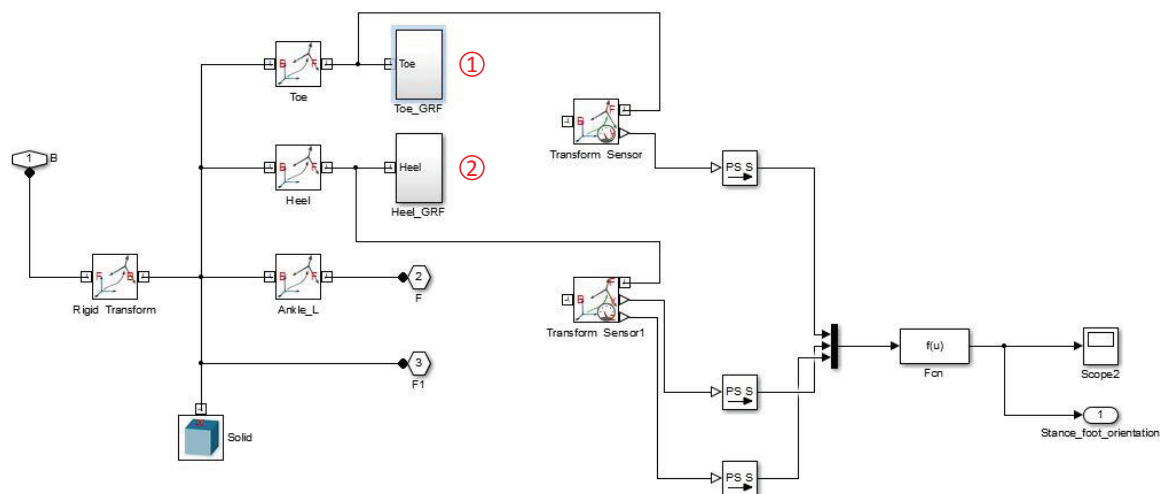 B F
Toe
Toe
Toe_GRF
①
B F
Transform Sensor
1 B
B F
Heel
Heel
Heel_GRF
②
PS S
F B
Rigid Transform
B F
Ankle_L
2
F
B F
Transform Sensor1
3
F1
f(u)
Fcn
Scope2
PS S
1
Stance_foot_orientation
Solid
PS S